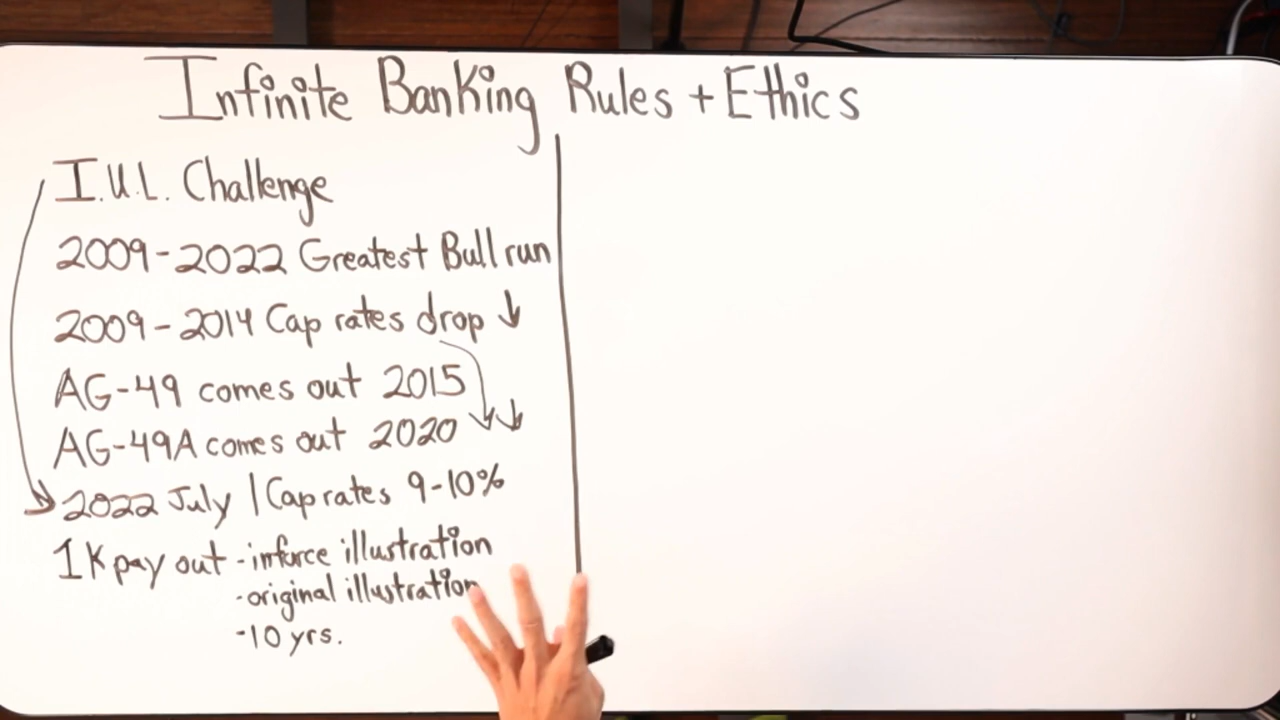 Infinite Banking Rules + Ethics
I.U.L. Challenge
2009-2022 Greatest Bull run
2009-2014 Cap rates drop ↓
AG-49 comes out 2015
AG-49A comes out 2020 ↓
2022 July | Cap rates 9-10%
1K pay out - inforce illustration
- original illustration
- 10 yrs.